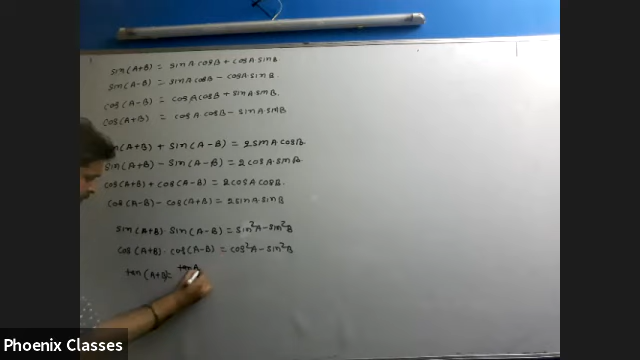 sin(A+B) = sinA cosB + cosA sinB
sin(A-B) = sinA cosB - cosA.sinB.
cos(A-B) = cosA cosB + sinA.sinB
cos(A+B) = cosA cosB - sinA.sinB
sin(A+B) + sin(A-B) = 2sinA cosB.
sin(A+B) - sin(A-B) = 2cosA.sinB.
cos(A+B) + cos(A-B) = 2cosA cosB.
cos(A-B) - cos(A+B) = 2sinA.sinB
sin(A+B). sin(A-B) = sin²A - sin²B
cos(A+B). cos(A-B) = cos²A - sin²B
tan(A+B) = tanA
Phoenix Classes